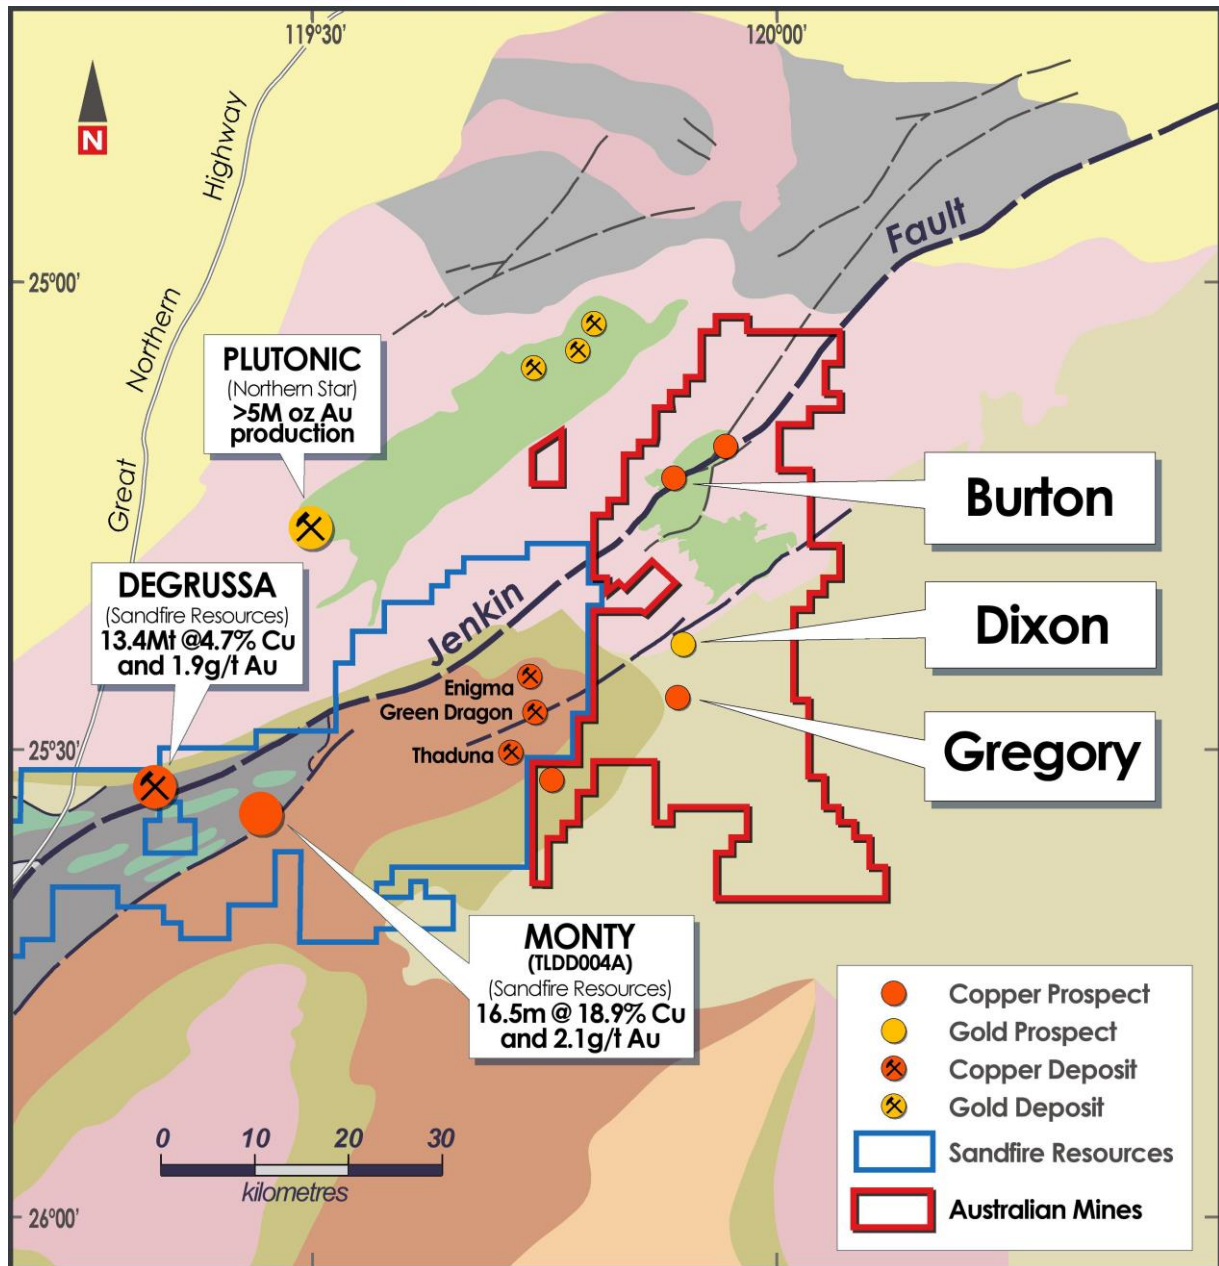 119°30'
120°00'
N
Highway
Northern
Great
Fault
25°00'
PLUTONIC
(Northern Star)
>5M oz Au
production
Burton
DEGRUSSA
(Sandfire Resources)
13.4Mt @4.7% Cu
and 1.9g/t Au
Jenkin
Dixon
Enigma
Green Dragon
Thaduna
Gregory
25°30'
MONTY
(TLDD004A)
(Sandfire Resources)
16.5m @ 18.9% Cu
and 2.1g/t Au
Copper Prospect
Gold Prospect
Copper Deposit
Gold Deposit
Sandfire Resources
Australian Mines
0 10 20 30
kilometres
26°00'